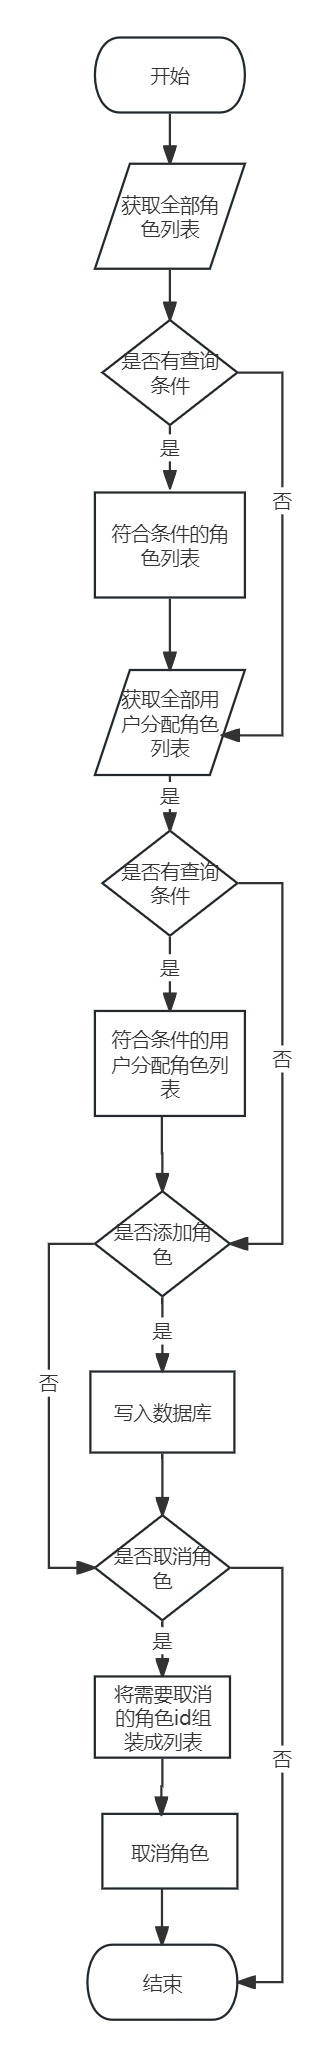 开始
获取全部角
色列表
是否有查询
条件
是
否
符合条件的角
色列表
获取全部用
户分配角色
列表
是
是否有查询
条件
是
符合条件的用
户分配角色列
表
否
是否添加角
色
是
否
写入数据库
是否取消角
色
是
将需要取消
的角色id组
装成列表
否
取消角色
结束